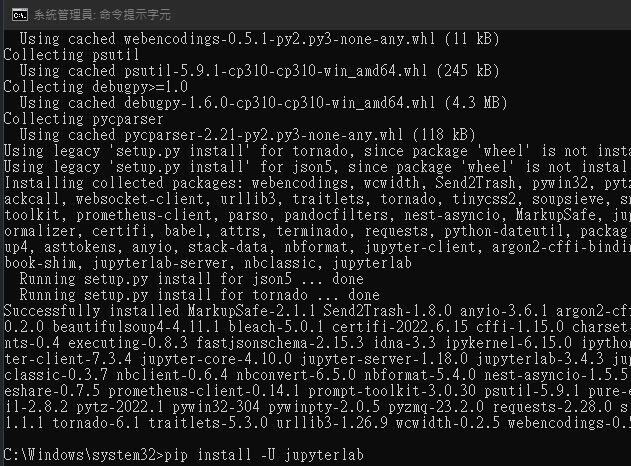 系統管理員: 命令提示字元
Using cached webencodings-0.5.1-py2.py3-none-any.whl (11 kB)
Collecting psutil
Using cached psutil-5.9.1-cp310-cp310-win_amd64.whl (245 kB)
Collecting debugpy>=1.0
Using cached debugpy-1.6.0-cp310-cp310-win_amd64.whl (4.3 MB)
Collecting pycparser
Using cached pycparser-2.21-py2.py3-none-any.whl (118 kB)
Using legacy 'setup.py install' for tornado, since package 'wheel' is not insta
Using legacy 'setup.py install' for json5, since package 'wheel' is not install
Installing collected packages: webencodings, wcwidth, Send2Trash, pywin32, pytz
ackcall, websocket-client, urllib3, traitlets, tornado, tinycss2, soupsieve, sn
toolkit, prometheus-client, parso, pandocfilters, nest-asyncio, MarkupSafe, jup
ormalizer, certifi, babel, attrs, terminado, requests, python-dateutil, packag
up4, asttokens, anyio, stack-data, nbformat, jupyter-client, argon2-cffi-bindin
book-shim, jupyterlab-server, nbclassic, jupyterlab
Running setup.py install for json5 ... done
Running setup.py install for tornado ... done
Successfully installed MarkupSafe-2.1.1 Send2Trash-1.8.0 anyio-3.6.1 argon2-cff
0.2.0 beautifulsoup4-4.11.1 bleach-5.0.1 certifi-2022.6.15 cffi-1.15.0 charset-
nts-0.4 executing-0.8.3 fastjsonschema-2.15.3 idna-3.3 ipykernel-6.15.0 ipython
ter-client-7.3.4 jupyter-core-4.10.0 jupyter-server-1.18.0 jupyterlab-3.4.3 jup
classic-0.3.7 nbclient-0.6.4 nbconvert-6.5.0 nbformat-5.4.0 nest-asyncio-1.5.5
eshare-0.7.5 prometheus-client-0.14.1 prompt-toolkit-3.0.30 psutil-5.9.1 pure-e
il-2.8.2 pytz-2022.1 pywin32-304 pywinpty-2.0.5 pyzmq-23.2.0 requests-2.28.0 s
1.1.1 tornado-6.1 traitlets-5.3.0 urllib3-1.26.9 wcwidth-0.2.5 webencodings-0.5
C:\Windows\system32>pip install -U jupyterlab